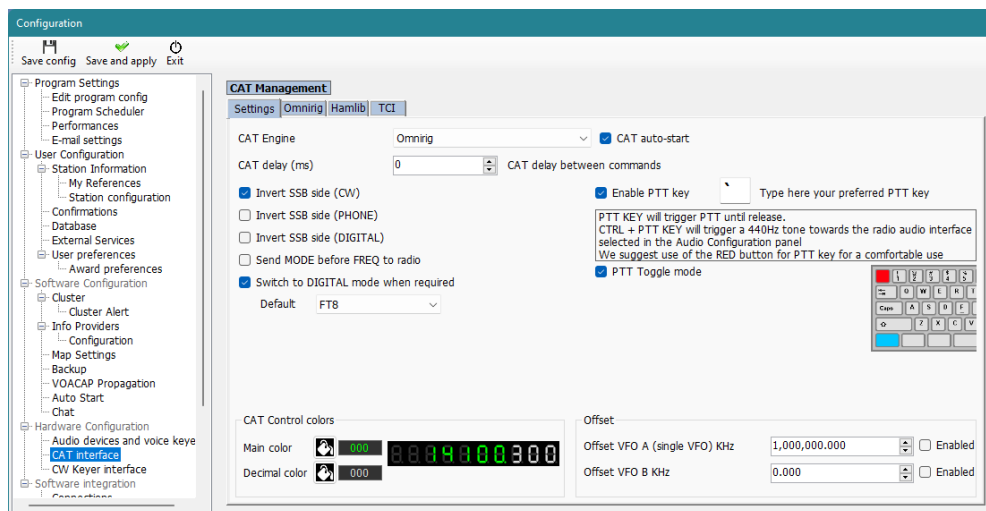 Configuration
Save config Save and apply Exit
Program Settings
Edit program config
Program Scheduler
Performances
E-mail settings
User Configuration
Station Information
My References
Station configuration
Confirmations
Database
External Services
User preferences
Award preferences
Software Configuration
Cluster
Cluster Alert
Info Providers
Configuration
Map Settings
Backup
VOACAP Propagation
Auto Start
Chat
Hardware Configuration
Audio devices and voice keye
CAT interface
CW Keyer interface
Software integration
Connections
CAT Management
Settings Omnirig Hamlib TCI
CAT Engine Omnirig CAT auto-start
CAT delay (ms) 0 CAT delay between commands
Invert SSB side (CW)
Invert SSB side (PHONE)
Invert SSB side (DIGITAL)
Send MODE before FREQ to radio
Switch to DIGITAL mode when required
Default FT8
Enable PTT key ` Type here your preferred PTT key
PTT KEY will trigger PTT until release.
CTRL + PTT KEY will trigger a 440Hz tone towards the radio audio interface
selected in the Audio Configuration panel
We suggest use of the RED button for PTT key for a comfortable use
PTT Toggle mode
Q W E R T
Caps A S D F
Z X C V
CAT Control colors
Main color 000
Decimal color 000
14100300
Offset
Offset VFO A (single VFO) KHz 1,000,000.000 Enabled
Offset VFO B KHz 0.000 Enabled